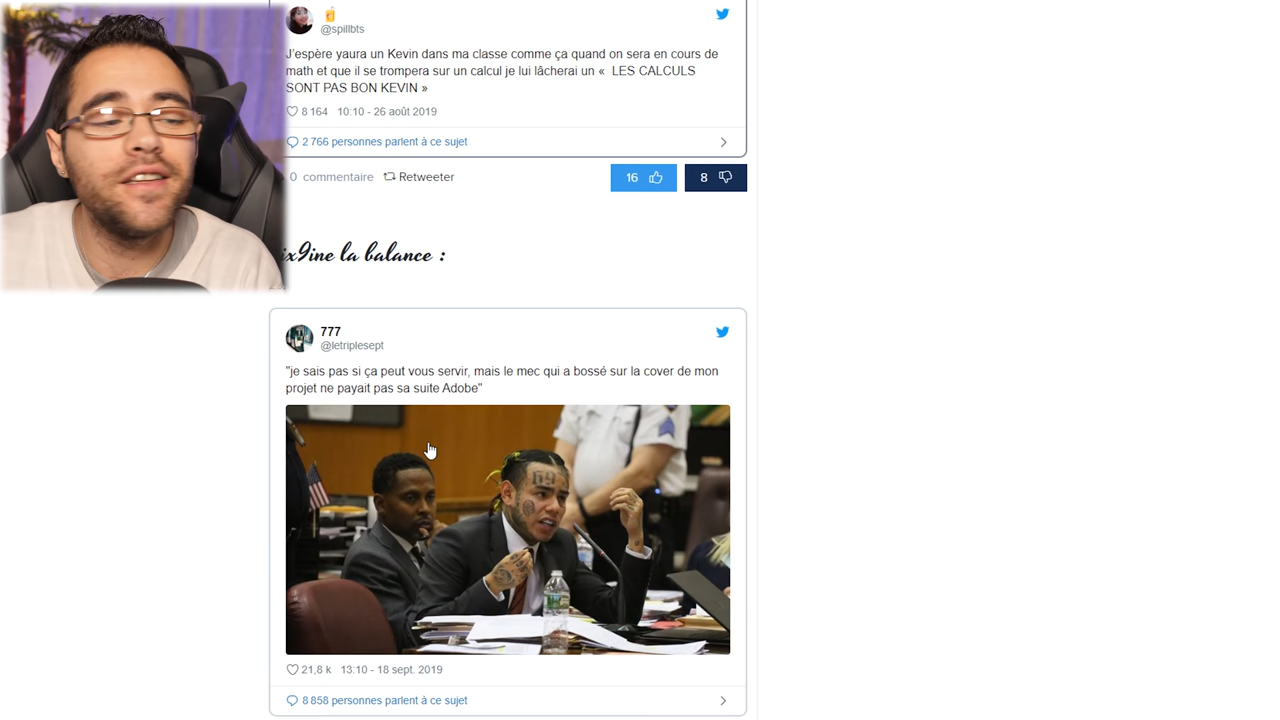 @spillbts
J'espère yaura un Kevin dans ma classe comme ça quand on sera en cours de
math et que il se trompera sur un calcul je lui lâcherai un «  LES CALCULS
SONT PAS BON KEVIN »
8 164 10:10 - 26 août 2019
2 766 personnes parlent à ce sujet
0 commentaire Retweeter 16 8
ix9ine la balance :
777
@letriplesept
"je sais pas si ça peut vous servir, mais le mec qui a bossé sur la cover de mon
projet ne payait pas sa suite Adobe"
69
21,8 k 13:10 - 18 sept. 2019
8 858 personnes parlent à ce sujet